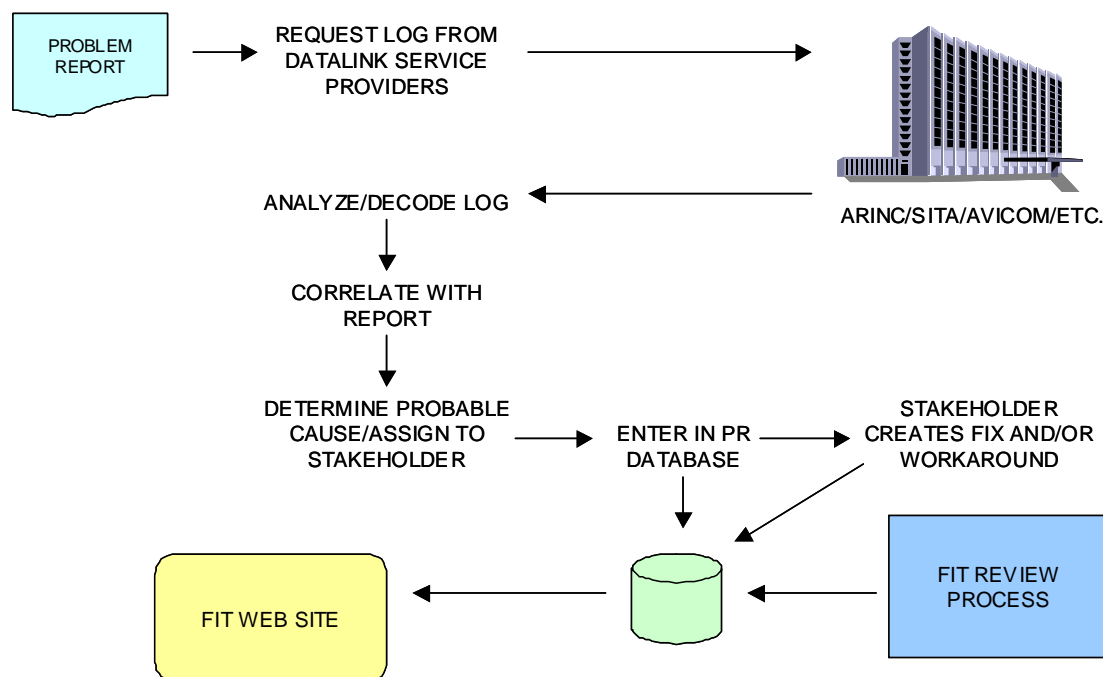 PROBLEM
REPORT
REQUEST LOG FROM
DATALINK SERVICE
PROVIDERS
ARINC/SITA/AVICOM/ETC.
ANALYZE/DECODE LOG
CORRELATE WITH
REPORT
DETERMINE PROBABLE
CAUSE/ASSIGN TO
STAKEHOLDER
ENTER IN PR
DATABASE
STAKEHOLDER
CREATES FIX AND/OR
WORKAROUND
FIT REVIEW
PROCESS
FIT WEB SITE